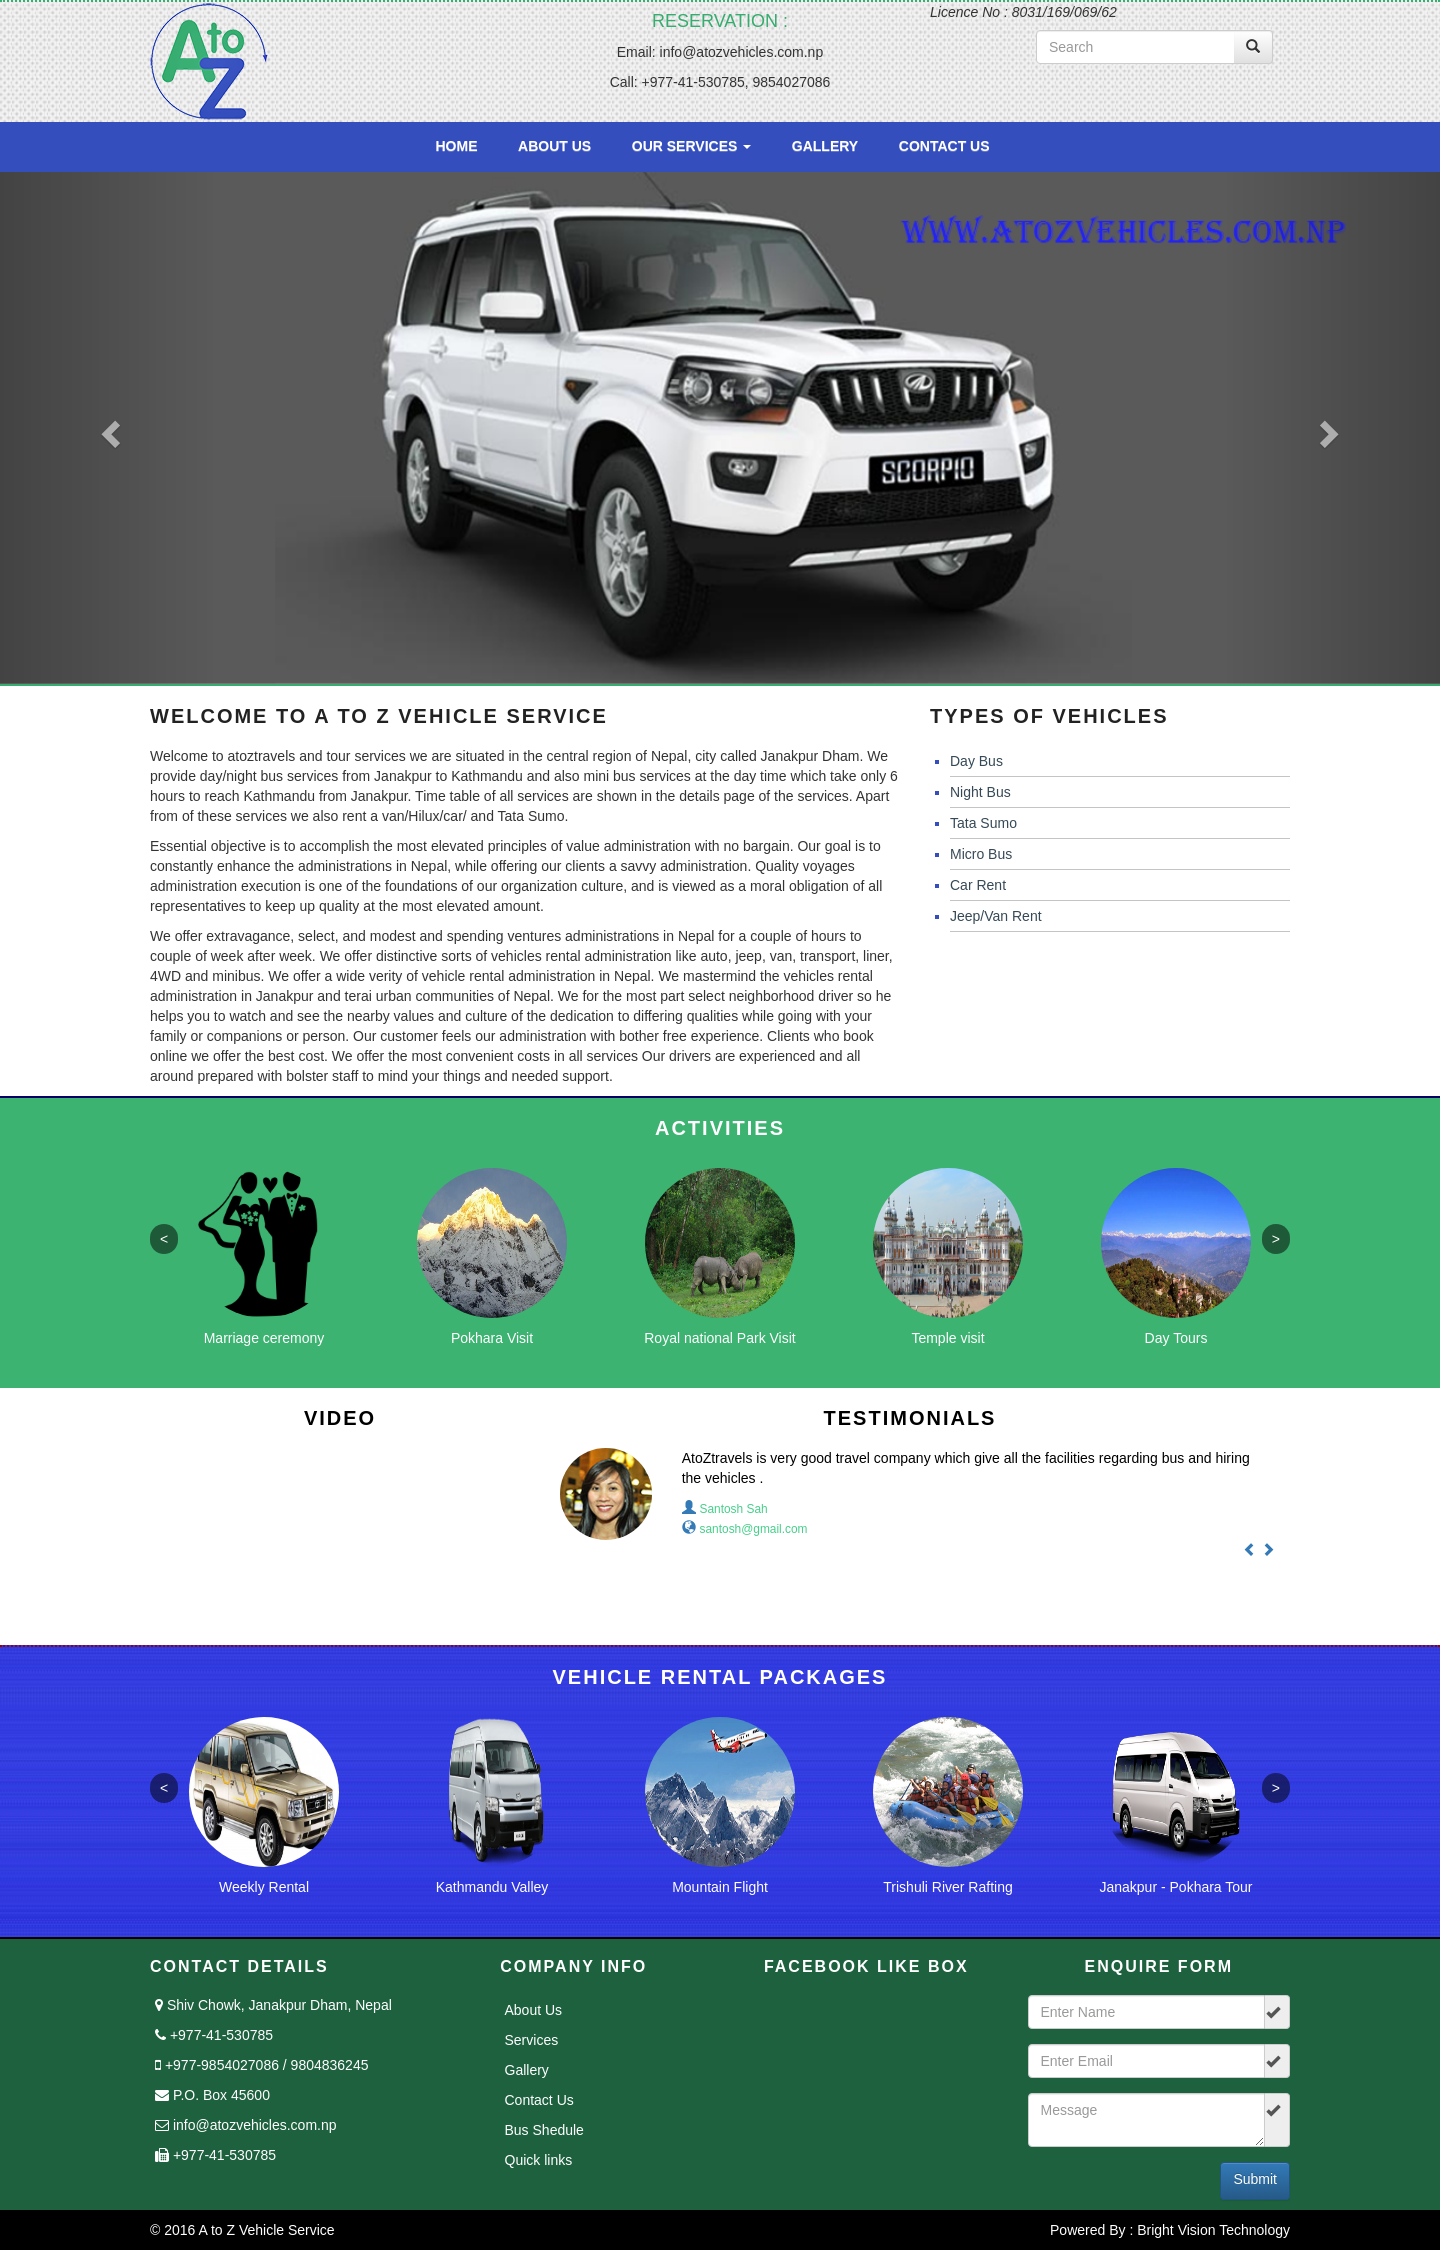 A to Z
RESERVATION :
Email: info@atozvehicles.com.np
Call: +977-41-530785, 9854027086
Licence No : 8031/169/069/62
Search
HOME
ABOUT US
OUR SERVICES
GALLERY
CONTACT US
WWW.ATOZVEHICLES.COM.NP
SCORPIO
WELCOME TO A TO Z VEHICLE SERVICE
Welcome to atoztravels and tour services we are situated in the central region of Nepal, city called Janakpur Dham. We
provide day/night bus services from Janakpur to Kathmandu and also mini bus services at the day time which take only 6
hours to reach Kathmandu from Janakpur. Time table of all services are shown in the details page of the services. Apart
from of these services we also rent a van/Hilux/car/ and Tata Sumo.
Essential objective is to accomplish the most elevated principles of value administration with no bargain. Our goal is to
constantly enhance the administrations in Nepal, while offering our clients a savvy administration. Quality voyages
administration execution is one of the foundations of our organization culture, and is viewed as a moral obligation of all
representatives to keep up quality at the most elevated amount.
We offer extravagance, select, and modest and spending ventures administrations in Nepal for a couple of hours to
couple of week after week. We offer distinctive sorts of vehicles rental administration like auto, jeep, van, transport, liner,
4WD and minibus. We offer a wide verity of vehicle rental administration in Nepal. We mastermind the vehicles rental
administration in Janakpur and terai urban communities of Nepal. We for the most part select neighborhood driver so he
helps you to watch and see the nearby values and culture of the dedication to differing qualities while going with your
family or companions or person. Our customer feels our administration with bother free experience. Clients who book
online we offer the best cost. We offer the most convenient costs in all services Our drivers are experienced and all
around prepared with bolster staff to mind your things and needed support.
TYPES OF VEHICLES
Day Bus
Night Bus
Tata Sumo
Micro Bus
Car Rent
Jeep/Van Rent
ACTIVITIES
<
>
Marriage ceremony
Pokhara Visit
Royal national Park Visit
Temple visit
Day Tours
VIDEO
TESTIMONIALS
AtoZtravels is very good travel company which give all the facilities regarding bus and hiring
the vehicles .
Santosh Sah
santosh@gmail.com
VEHICLE RENTAL PACKAGES
<
>
Weekly Rental
Kathmandu Valley
Mountain Flight
Trishuli River Rafting
Janakpur - Pokhara Tour
CONTACT DETAILS
Shiv Chowk, Janakpur Dham, Nepal
+977-41-530785
+977-9854027086 / 9804836245
P.O. Box 45600
info@atozvehicles.com.np
+977-41-530785
COMPANY INFO
About Us
Services
Gallery
Contact Us
Bus Shedule
Quick links
FACEBOOK LIKE BOX
ENQUIRE FORM
Enter Name
Enter Email
Message
Submit
© 2016 A to Z Vehicle Service
Powered By : Bright Vision Technology